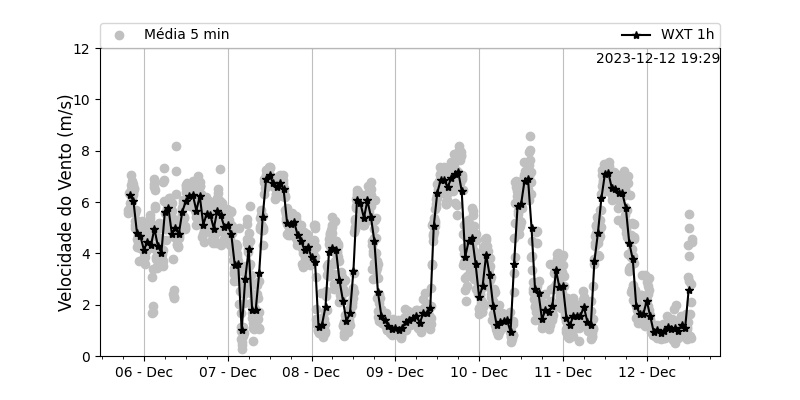 Média 5 min
WXT 1h
2023-12-12 19:29
Velocidade do Vento (m/s)
12
10
8
6
4
2
0
06 - Dec 07 - Dec 08 - Dec 09 - Dec 10 - Dec 11 - Dec 12 - Dec